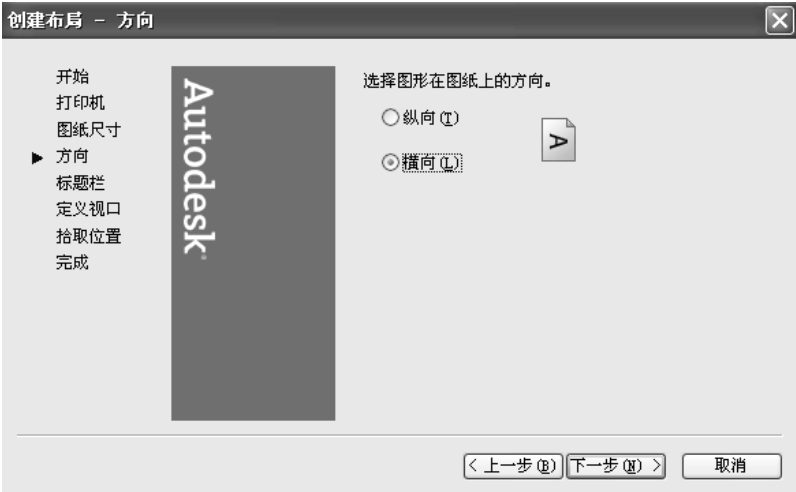 创建布局 - 方向
开始
打印机
图纸尺寸
方向
标题栏
定义视口
拾取位置
完成
Autodesk
选择图形在图纸上的方向。
纵向(T)
横向(L)
A
< 上一步(B)
下一步(N) >
取消